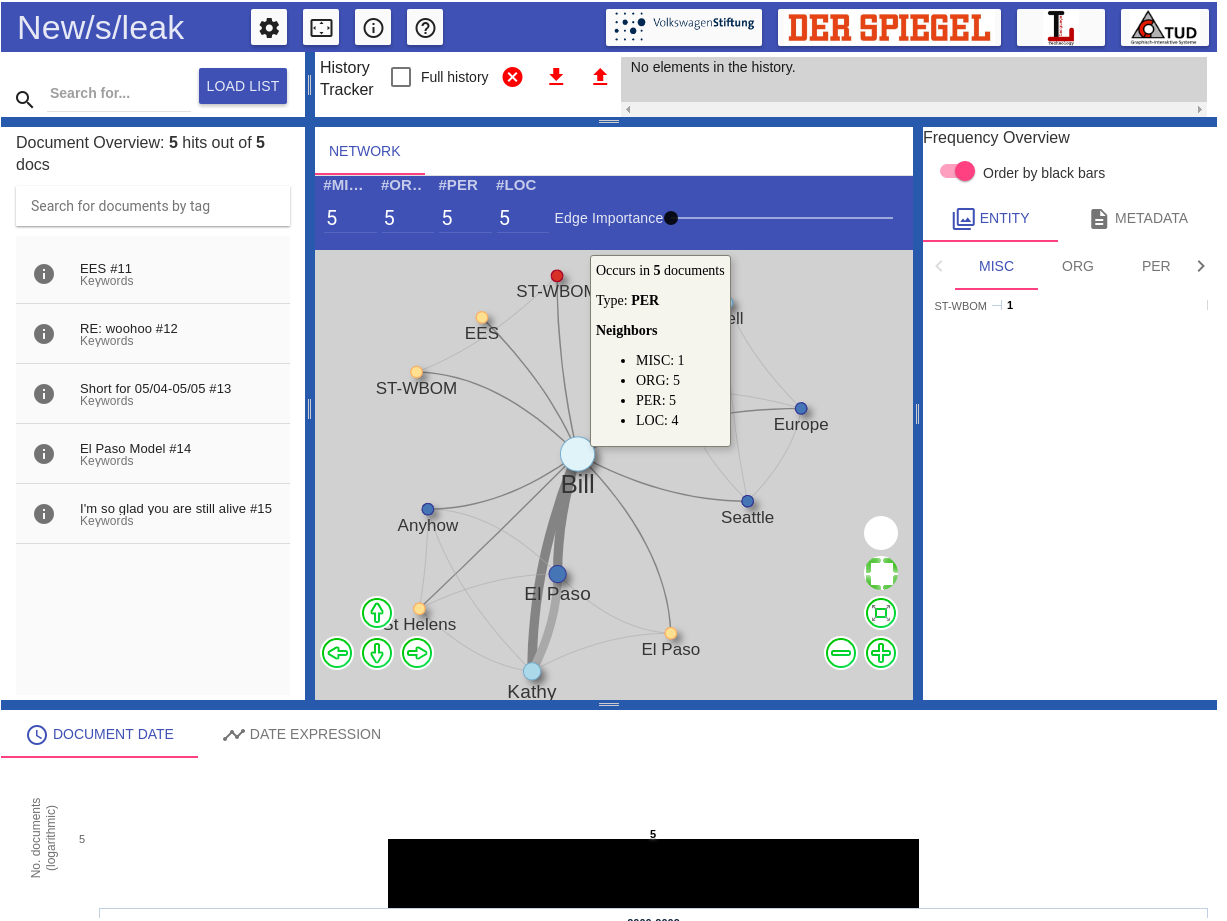 New/s/leak
VolkswagenStiftung
DER SPIEGEL
TUD
Graphisch-Interaktive Systeme
Search for...
LOAD LIST
History
Tracker
Full history
No elements in the history.
Document Overview: 5 hits out of 5
docs
Search for documents by tag
EES #11
Keywords
RE: woohoo #12
Keywords
Short for 05/04-05/05 #13
Keywords
El Paso Model #14
Keywords
I'm so glad you are still alive #15
Keywords
NETWORK
#MI... #OR.. #PER #LOC
5 5 5 5 Edge Importance
Occurs in 5 documents
Type: PER
Neighbors
• MISC: 1
• ORG: 5
• PER: 5
• LOC: 4
ST-WBOM
EES
ell
ST-WBOM
Europe
Bill
Anyhow
Seattle
El Paso
St Helens
El Paso
Kathy
Frequency Overview
Order by black bars
ENTITY METADATA
MISC ORG PER
ST-WBOM 1
DOCUMENT DATE DATE EXPRESSION
No. documents
(logarithmic)
5
5